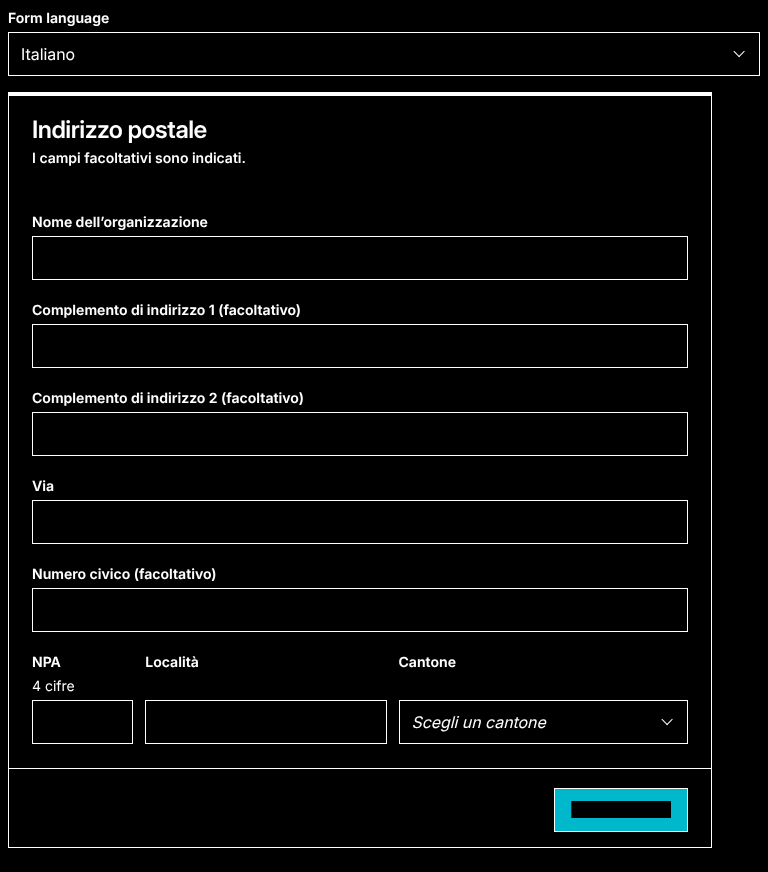 Form language
Italiano
Indirizzo postale
I campi facoltativi sono indicati.
Nome dell’organizzazione
Complemento di indirizzo 1 (facoltativo)
Complemento di indirizzo 2 (facoltativo)
Via
Numero civico (facoltativo)
NPA
4 cifre
Località
Cantone
Scegli un cantone